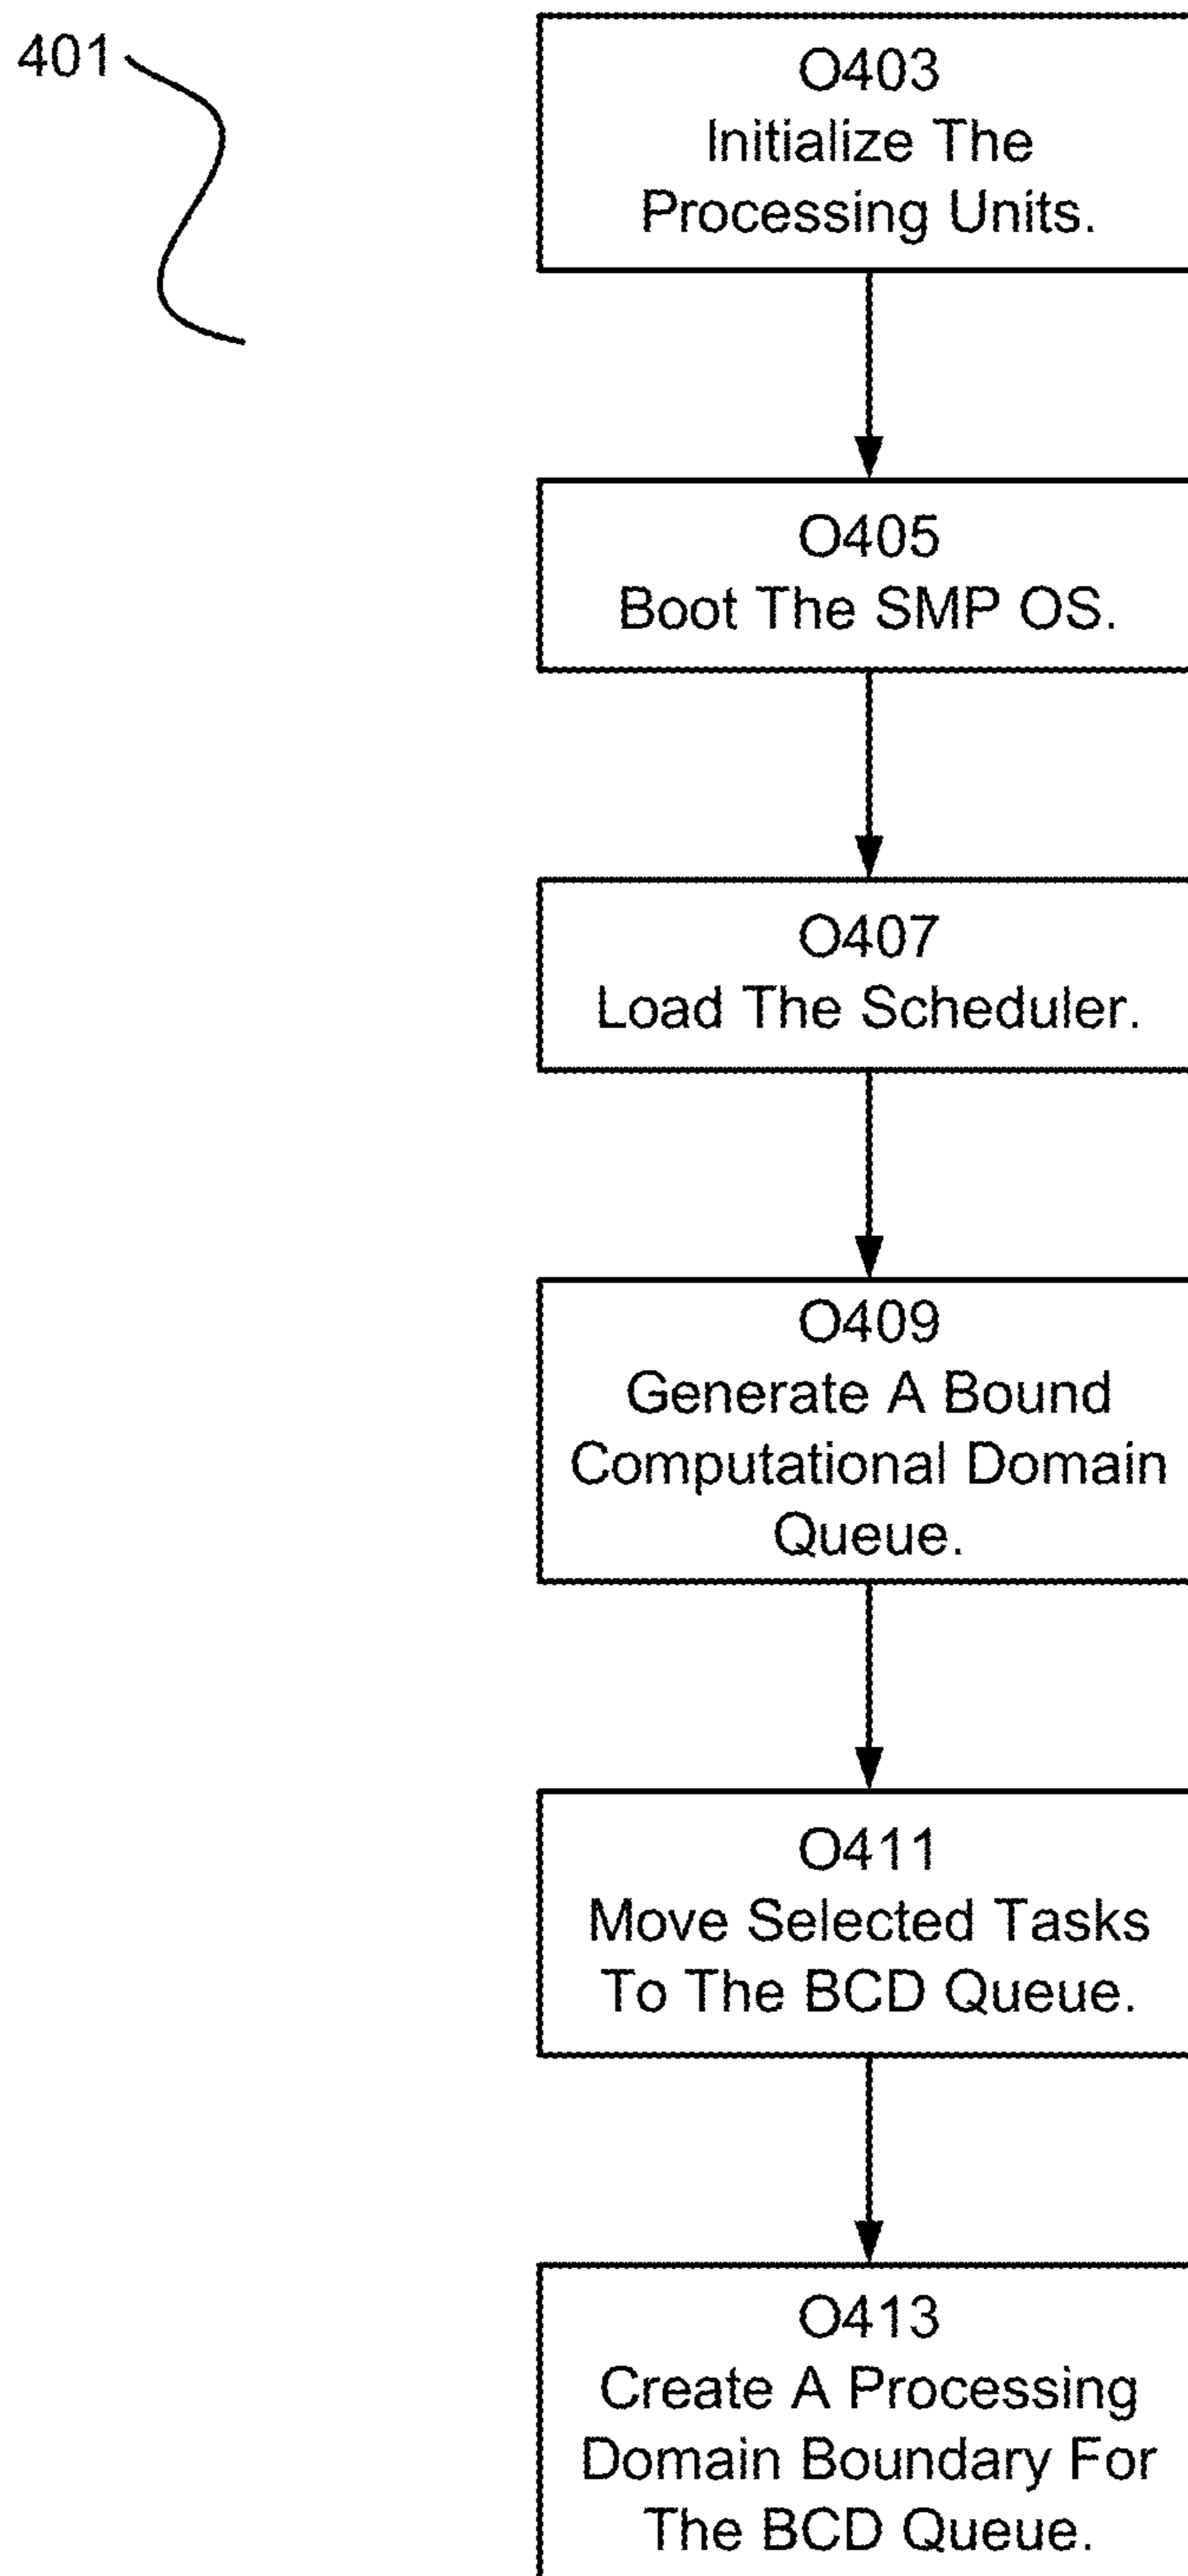 401
O403
Initialize The
Processing Units.
O405
Boot The SMP OS.
O407
Load The Scheduler.
O409
Generate A Bound
Computational Domain
Queue.
O411
Move Selected Tasks
To The BCD Queue.
O413
Create A Processing
Domain Boundary For
The BCD Queue.